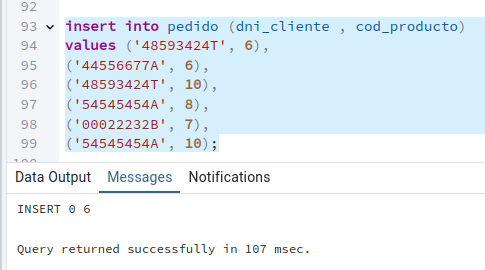 92
93 insert into pedido (dni_cliente , cod_producto)
94 values ('48593424T', 6),
95 ('44556677A', 6),
96 ('48593424T', 10),
97 ('54545454A', 8),
98 ('00022232B', 7),
99 ('54545454A', 10);
100
Data Output Messages Notifications
INSERT 0 6
Query returned successfully in 107 msec.